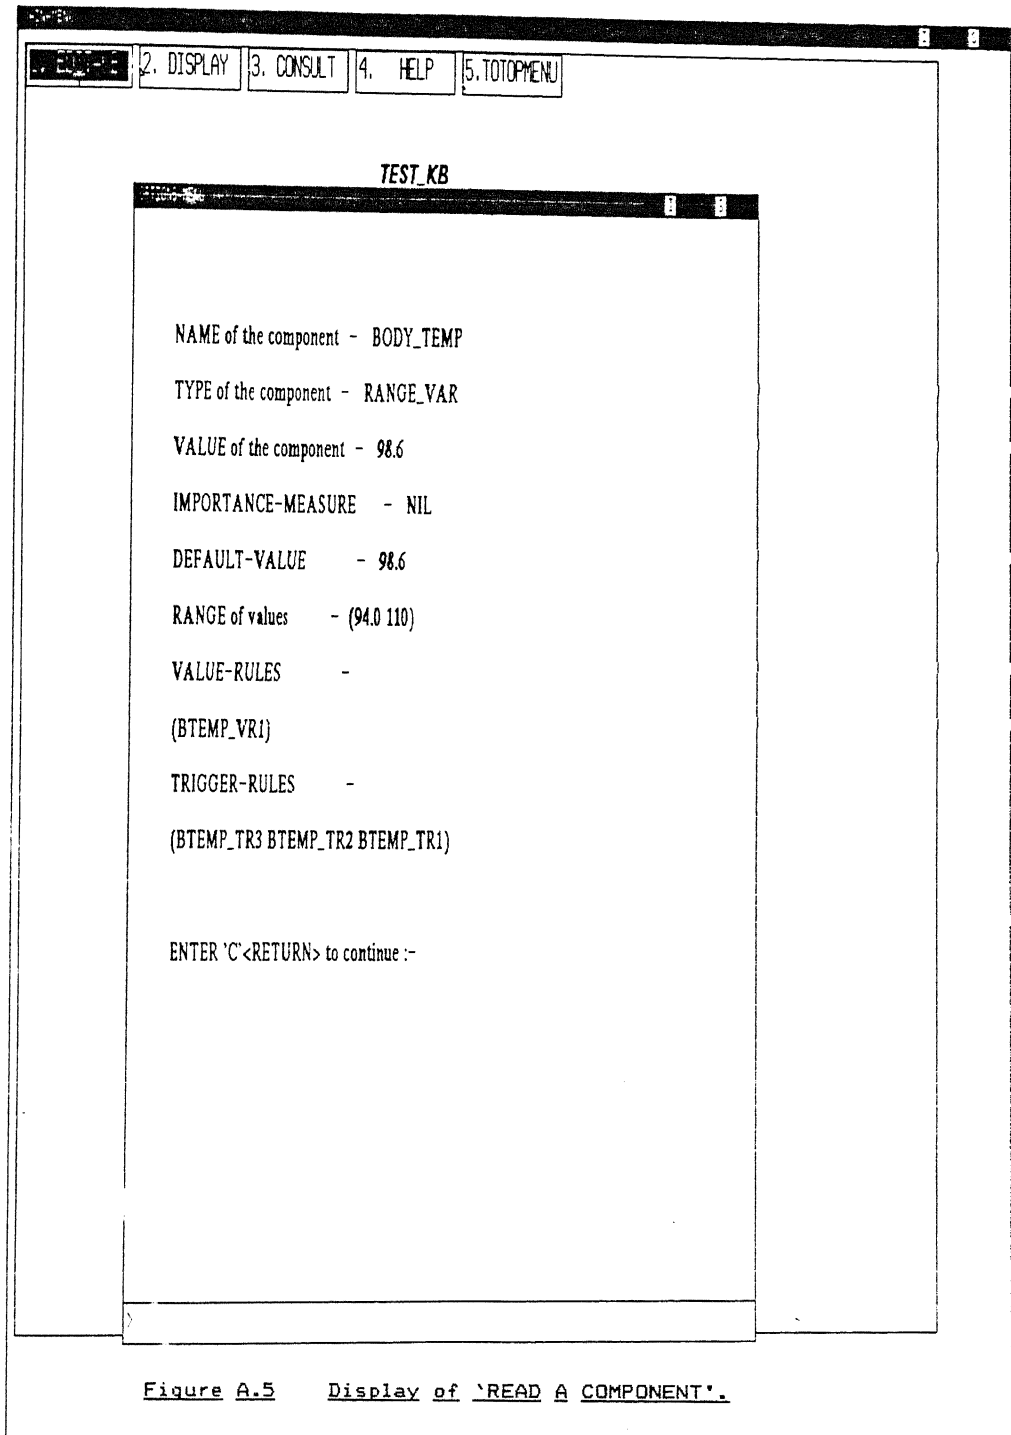 2. DISPLAY 3. CONSULT 4. HELP 5.TOTOPMENU
TEST_KB
NAME of the component - BODY_TEMP
TYPE of the component - RANGE_VAR
VALUE of the component - 98.6
IMPORTANCE-MEASURE - NIL
DEFAULT-VALUE - 98.6
RANGE of values - (94.0 110)
VALUE-RULES -
(BTEMP_VR1)
TRIGGER-RULES -
(BTEMP_TR3 BTEMP_TR2 BTEMP_TR1)
ENTER 'C'<RETURN> to continue :-
>
Figure A.5 Display of `READ A COMPONENT'.